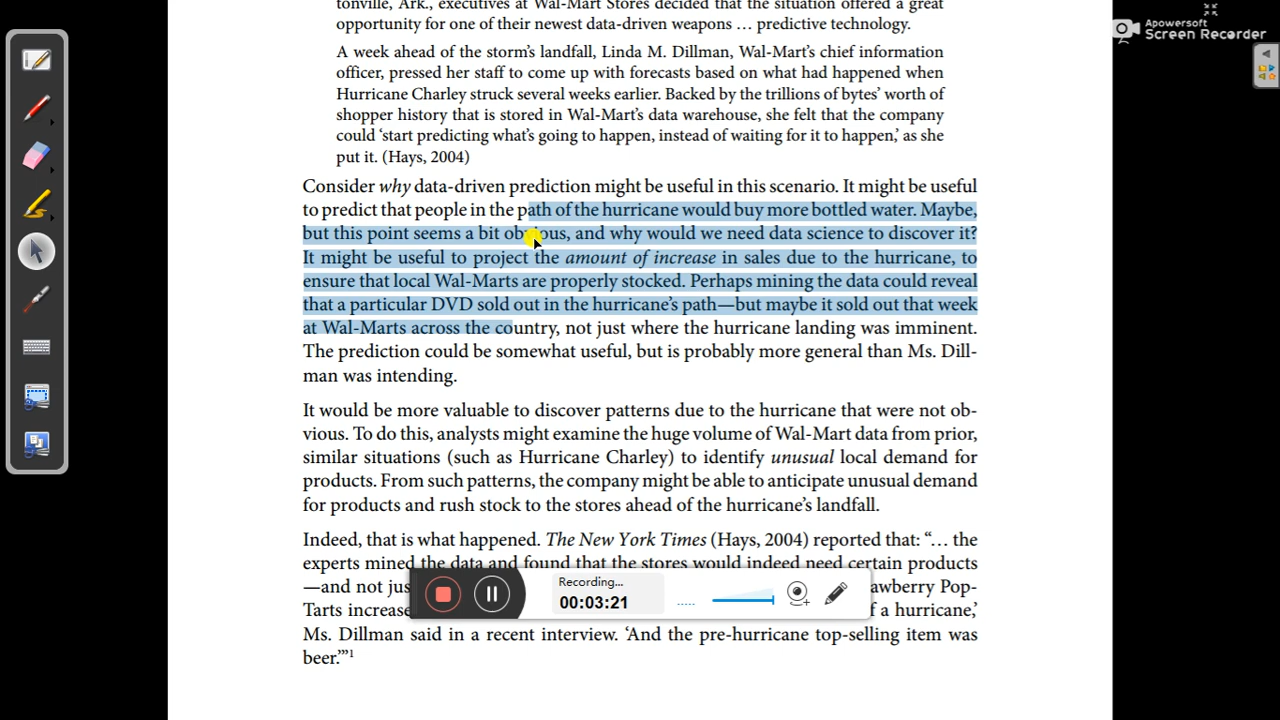 tonville, Ark., executives at Wal-Mart Stores decided that the situation offered a great
opportunity for one of their newest data-driven weapons … predictive technology.
A week ahead of the storm’s landfall, Linda M. Dillman, Wal-Mart’s chief information
officer, pressed her staff to come up with forecasts based on what had happened when
Hurricane Charley struck several weeks earlier. Backed by the trillions of bytes’ worth of
shopper history that is stored in Wal-Mart’s data warehouse, she felt that the company
could ‘start predicting what’s going to happen, instead of waiting for it to happen,’ as she
put it. (Hays, 2004)
Consider why data-driven prediction might be useful in this scenario. It might be useful
to predict that people in the path of the hurricane would buy more bottled water. Maybe,
but this point seems a bit obvious, and why would we need data science to discover it?
It might be useful to project the amount of increase in sales due to the hurricane, to
ensure that local Wal-Marts are properly stocked. Perhaps mining the data could reveal
that a particular DVD sold out in the hurricane’s path—but maybe it sold out that week
at Wal-Marts across the country, not just where the hurricane landing was imminent.
The prediction could be somewhat useful, but is probably more general than Ms. Dill-
man was intending.
It would be more valuable to discover patterns due to the hurricane that were not ob-
vious. To do this, analysts might examine the huge volume of Wal-Mart data from prior,
similar situations (such as Hurricane Charley) to identify unusual local demand for
products. From such patterns, the company might be able to anticipate unusual demand
for products and rush stock to the stores ahead of the hurricane’s landfall.
Indeed, that is what happened. The New York Times (Hays, 2004) reported that: “… the
experts mined the data and found that the stores would indeed need certain products
—and not jus
Pop-
Tarts increase
f a hurricane,’
Ms. Dillman said in a recent interview. ‘And the pre-hurricane top-selling item was
beer.’”1
Recording...
00:03:21
Apowersoft
Screen Recorder